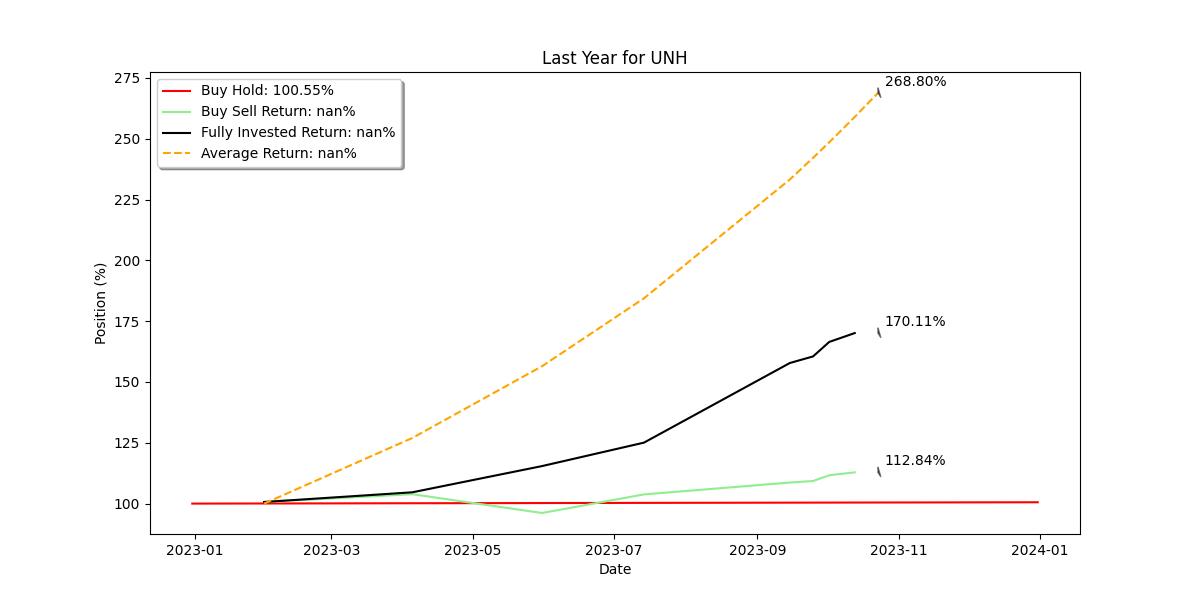 Last Year for UNH
Buy Hold: 100.55%
Buy Sell Return: nan%
Fully Invested Return: nan%
Average Return: nan%
268.80%
170.11%
112.84%
275
250
225
200
175
150
125
100
Position (%)
2023-01
2023-03
2023-05
2023-07
2023-09
2023-11
2024-01
Date